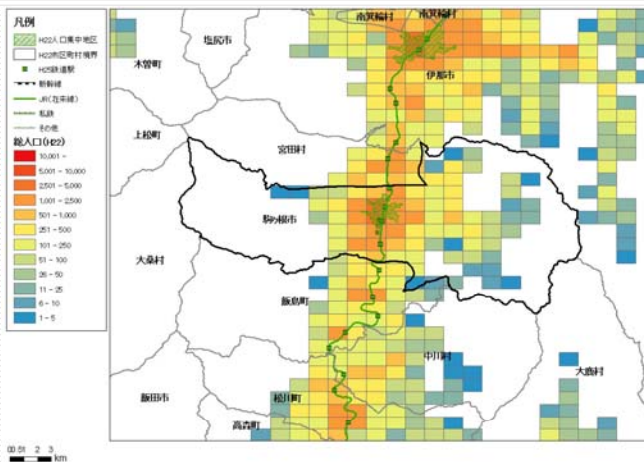 凡例
H22人口集中地区
H22市区町村境界
H25鉄道駅
新幹線
JR(在来線)
私鉄
その他
総人口(H22)
10,001 -
5,001 - 10,000
2,501 - 5,000
1,001 - 2,500
501 - 1,000
251 - 500
101 - 250
51 - 100
26 - 50
11 - 25
6 - 10
1 - 5
南箕輪村
南箕輪村
塩尻市
木曽町
伊那市
上松町
宮田村
駒ヶ根市
大桑村
飯島町
中川村
大鹿村
飯田市
松川町
高森町
00.51 2 3
km